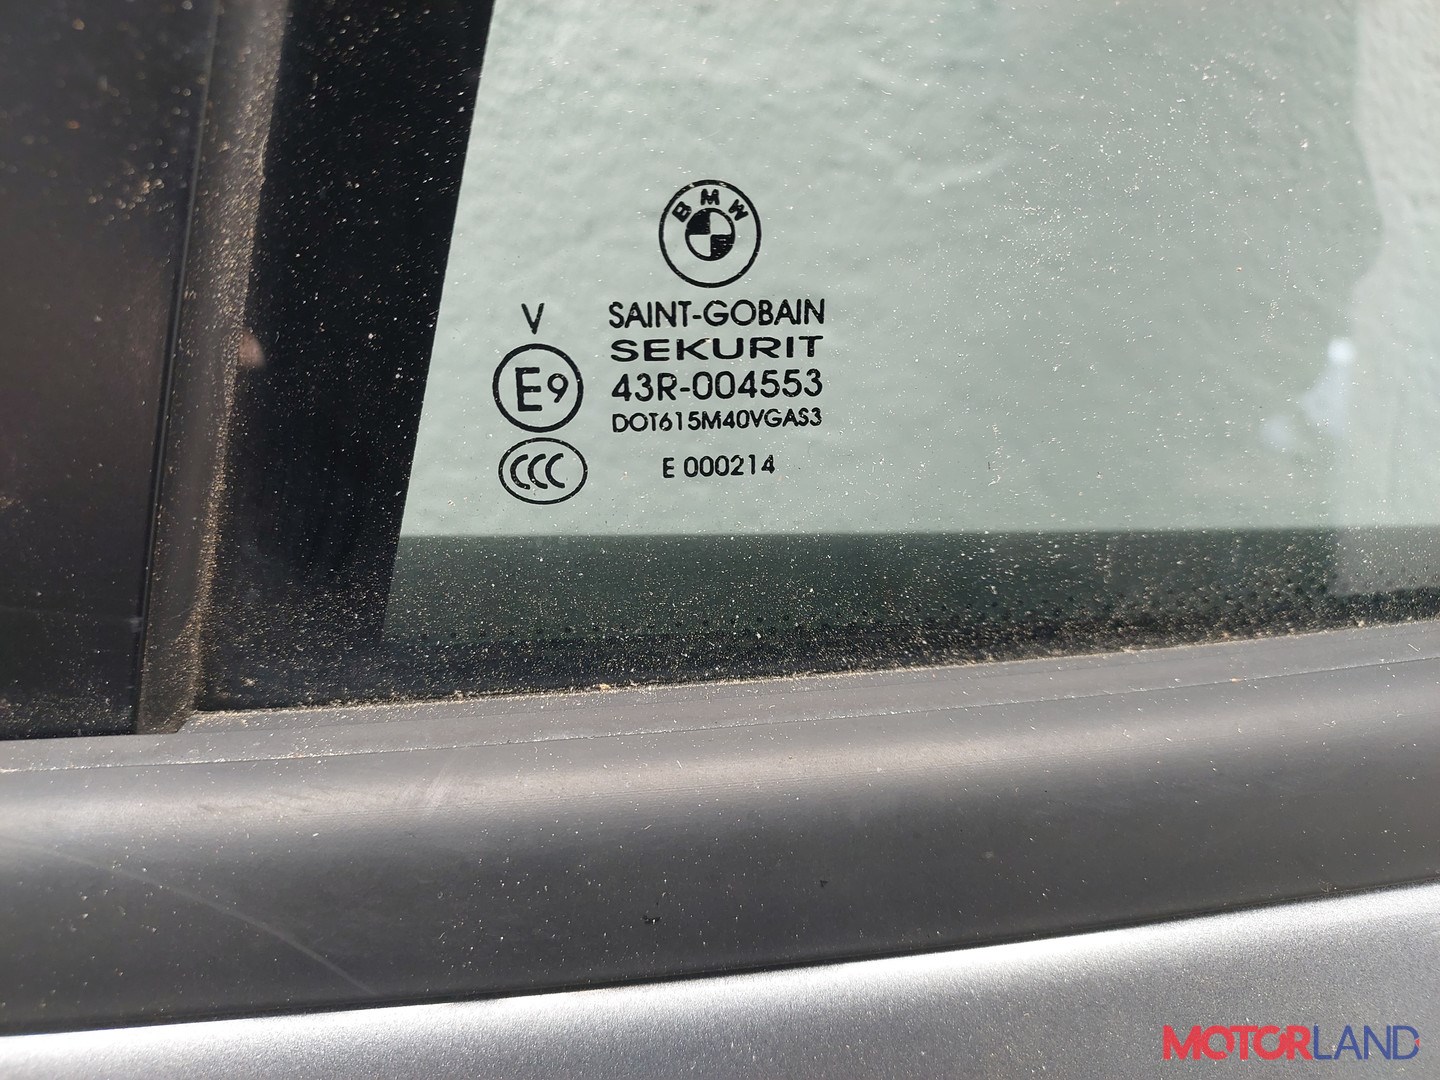 BMW
V
SAINT-GOBAIN
SEKURIT
E9
43R-004553
DOT615M40VGAS3
CCC
E 000214
MOTORLAND